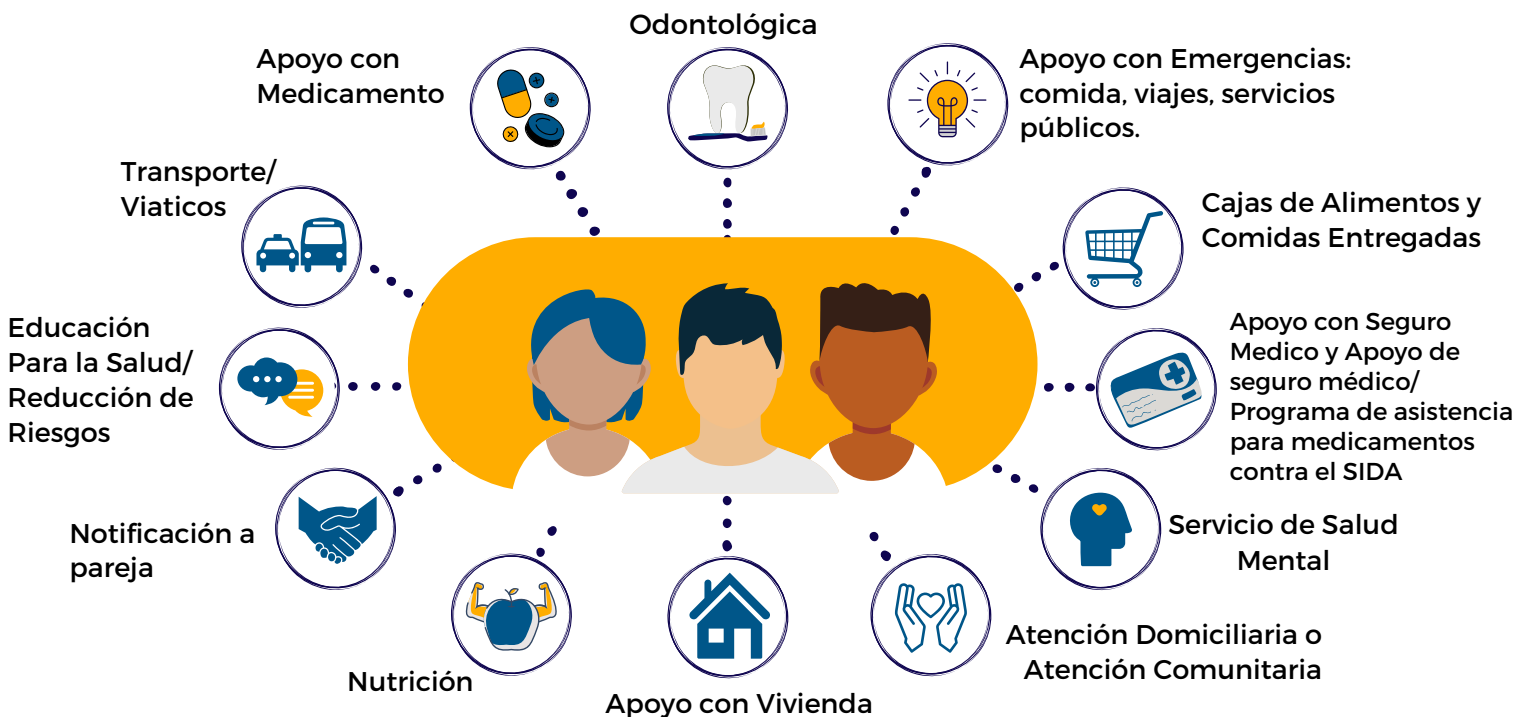 Odontológica
Apoyo con
Medicamento
Apoyo con Emergencias:
comida, viajes, servicios
públicos.
Transporte/
Viaticos
Cajas de Alimentos y
Comidas Entregadas
Educación
Para la Salud/
Reducción de
Riesgos
Apoyo con Seguro
Medico y Apoyo de
seguro médico/
Programa de asistencia
para medicamentos
contra el SIDA
Notificación a
pareja
Servicio de Salud
Mental
Nutrición
Apoyo con Vivienda
Atención Domiciliaria o
Atención Comunitaria